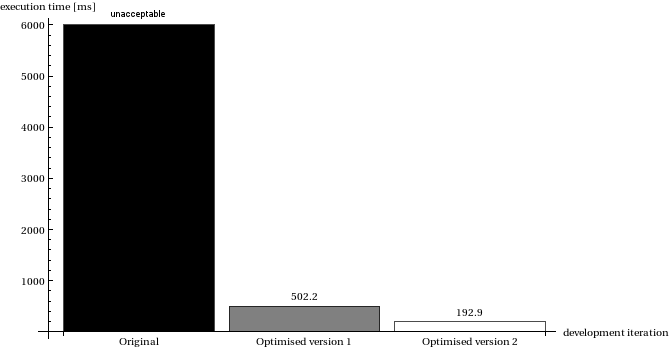 execution time [ms]
unacceptable
6000
5000
4000
3000
2000
1000
502.2
192.9
development iteration
Original
Optimised version 1
Optimised version 2